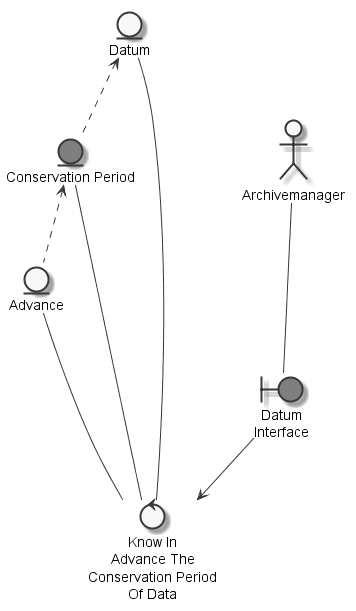 Datum
Conservation Period
Archivemanager
Advance
Datum
Interface
Know In
Advance The
Conservation Period
Of Data